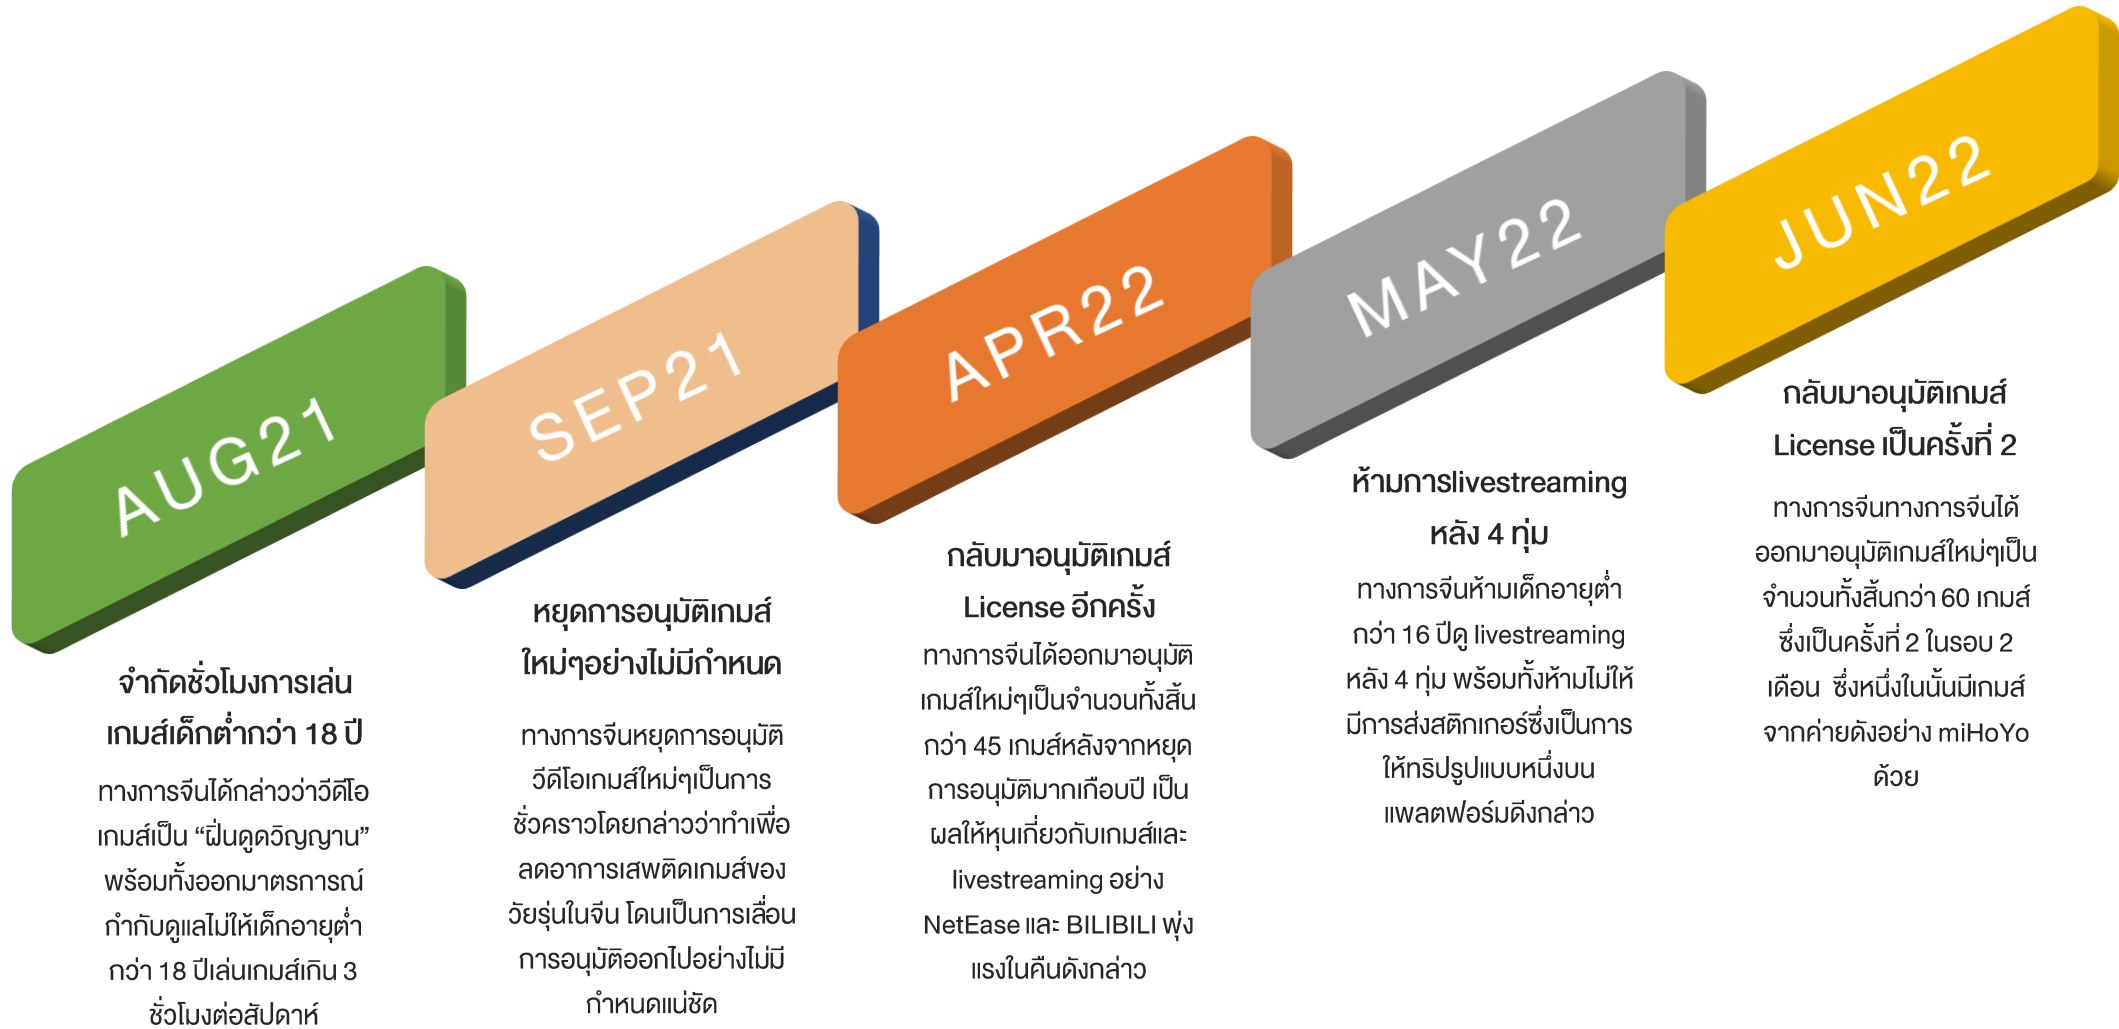 AUG21
จำกัดชั่วโมงการเล่น
เกมส์เด็กต่ำกว่า 18 ปี
ทางการจีนได้กล่าวว่าวีดีโอ
เกมส์เป็น “ฝิ่นดูดวิญญาน”
พร้อมทั้งออกมาตรการณ์
กำกับดูแลไม่ให้เด็กอายุต่ำ
กว่า 18 ปีเล่นเกมส์เกิน 3
ชั่วโมงต่อสัปดาห์
SEP21
หยุดการอนุมัติเกมส์
ใหม่ๆอย่างไม่มีกำหนด
ทางการจีนหยุดการอนุมัติ
วีดีโอเกมส์ใหม่ๆเป็นการ
ชั่วคราวโดยกล่าวว่าทำเพื่อ
ลดอาการเสพติดเกมส์ของ
วัยรุ่นในจีน โดนเป็นการเลื่อน
การอนุมัติออกไปอย่างไม่มี
กำหนดแน่ชัด
APR22
กลับมาอนุมัติเกมส์
License อีกครั้ง
ทางการจีนได้ออกมาอนุมัติ
เกมส์ใหม่ๆเป็นจำนวนทั้งสิ้น
กว่า 45 เกมส์หลังจากหยุด
การอนุมัติมากเกือบปี เป็น
ผลให้หุนเกี่ยวกับเกมส์และ
livestreaming อย่าง
NetEase และ BILIBILI พุ่ง
แรงในคืนดังกล่าว
MAY22
ห้ามการlivestreaming
หลัง 4 ทุ่ม
ทางการจีนห้ามเด็กอายุต่ำ
กว่า 16 ปีดู livestreaming
หลัง 4 ทุ่ม พร้อมทั้งห้ามไม่ให้
มีการส่งสติกเกอร์ซึ่งเป็นการ
ให้ทริปรูปแบบหนึ่งบน
แพลตฟอร์มดีงกล่าว
JUN22
กลับมาอนุมัติเกมส์
License เป็นครั้งที่ 2
ทางการจีนทางการจีนได้
ออกมาอนุมัติเกมส์ใหม่ๆเป็น
จำนวนทั้งสิ้นกว่า 60 เกมส์
ซึ่งเป็นครั้งที่ 2 ในรอบ 2
เดือน ซึ่งหนึ่งในนั้นมีเกมส์
จากค่ายดังอย่าง miHoYo
ด้วย